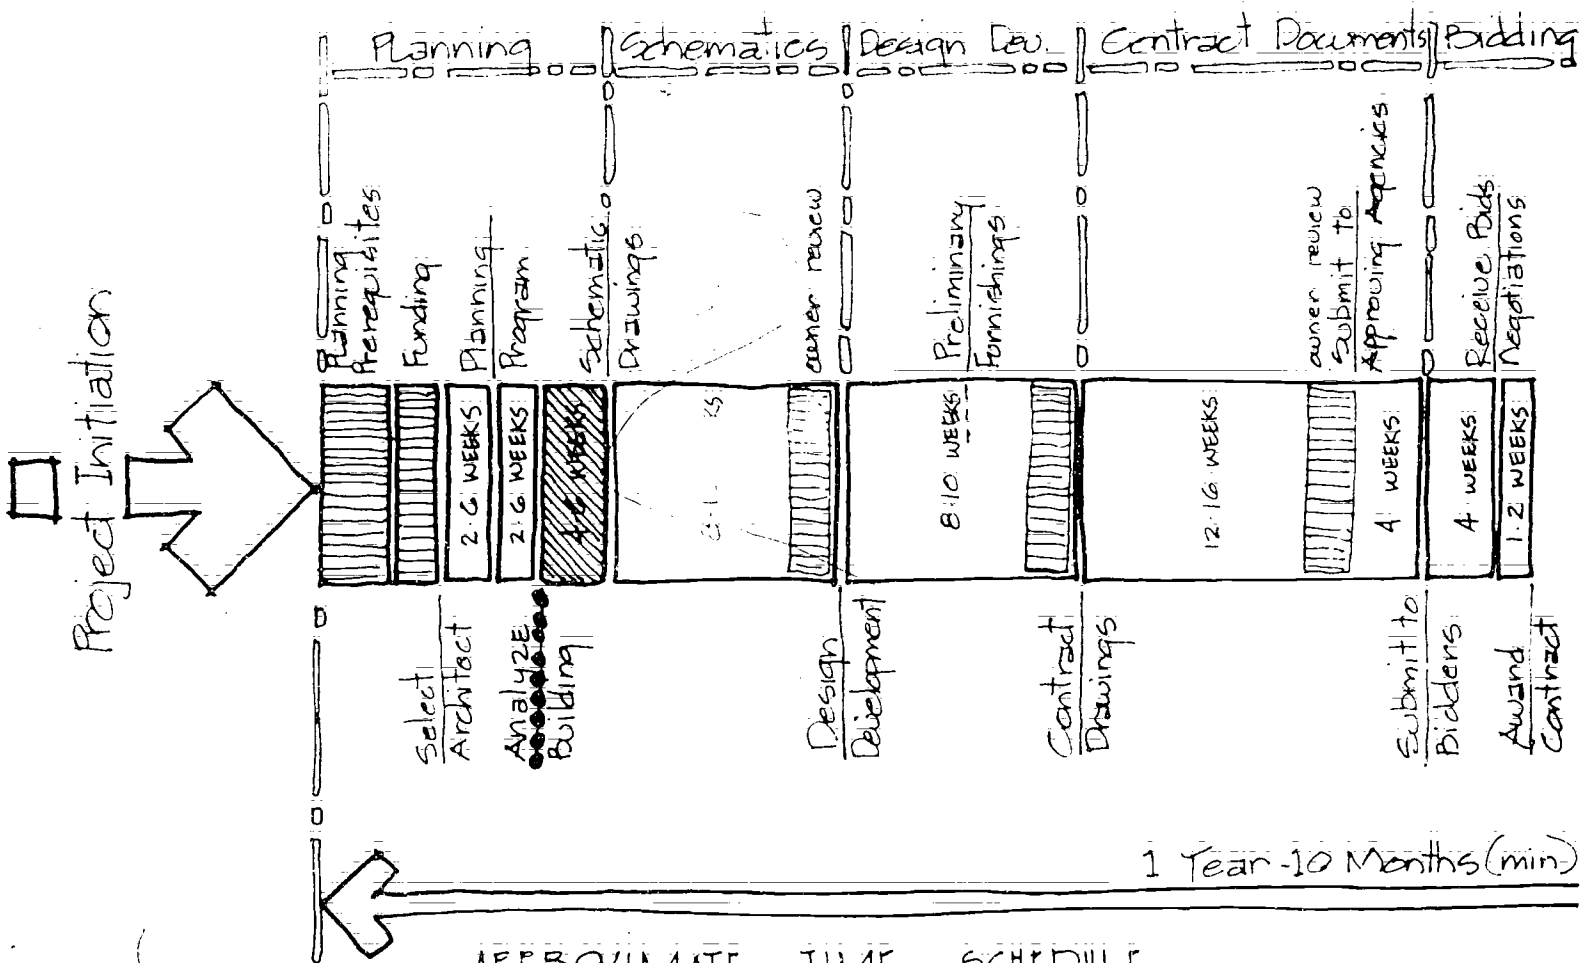 Planning
Schematics
Design Dev.
Contract Documents
Bidding
Project Initiation
Planning
Prerequisites
Funding
Planning
Program
Schematic
Drawings
owner review
Preliminary
Furnishings
owner review
Submit to
Approving Agencies
Receive Bids
Negotiations
2·6 WEEKS
2·6 WEEKS
4·6 WEEKS
8·10 WEEKS
12·16 WEEKS
4 WEEKS
4 WEEKS
1·2 WEEKS
Select
Architect
Analyze
Building
Design
Development
Contract
Drawings
Submit to
Bidders
Award
Contract
1 Year-10 Months (min)
APPROXIMATE TIME SCHEDULE